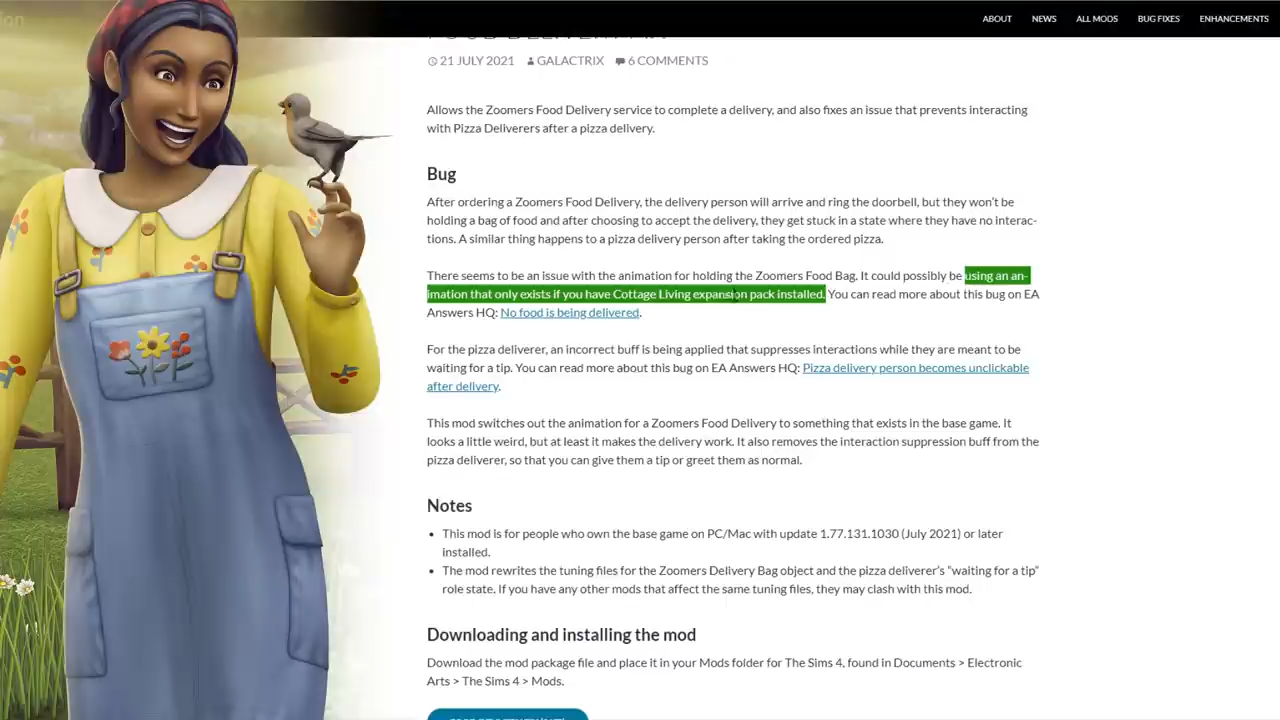 ABOUT NEWS ALL MODS BUG FIXES ENHANCEMENTS
21 JULY 2021 GALACTRIX 6 COMMENTS
Allows the Zoomers Food Delivery service to complete a delivery, and also fixes an issue that prevents interacting
with Pizza Deliverers after a pizza delivery.
Bug
After ordering a Zoomers Food Delivery, the delivery person will arrive and ring the doorbell, but they won't be
holding a bag of food and after choosing to accept the delivery, they get stuck in a state where they have no interac-
tions. A similar thing happens to a pizza delivery person after taking the ordered pizza.
There seems to be an issue with the animation for holding the Zoomers Food Bag. It could possibly be using an an-
imation that only exists if you have Cottage Living expansion pack installed. You can read more about this bug on EA
Answers HQ: No food is being delivered.
For the pizza deliverer, an incorrect buff is being applied that suppresses interactions while they are meant to be
waiting for a tip. You can read more about this bug on EA Answers HQ: Pizza delivery person becomes unclickable
after delivery.
This mod switches out the animation for a Zoomers Food Delivery to something that exists in the base game. It
looks a little weird, but at least it makes the delivery work. It also removes the interaction suppression buff from the
pizza deliverer, so that you can give them a tip or greet them as normal.
Notes
• This mod is for people who own the base game on PC/Mac with update 1.77.131.1030 (July 2021) or later
installed.
• The mod rewrites the tuning files for the Zoomers Delivery Bag object and the pizza deliverer's "waiting for a tip"
role state. If you have any other mods that affect the same tuning files, they may clash with this mod.
Downloading and installing the mod
Download the mod package file and place it in your Mods folder for The Sims 4, found in Documents > Electronic
Arts > The Sims 4 > Mods.